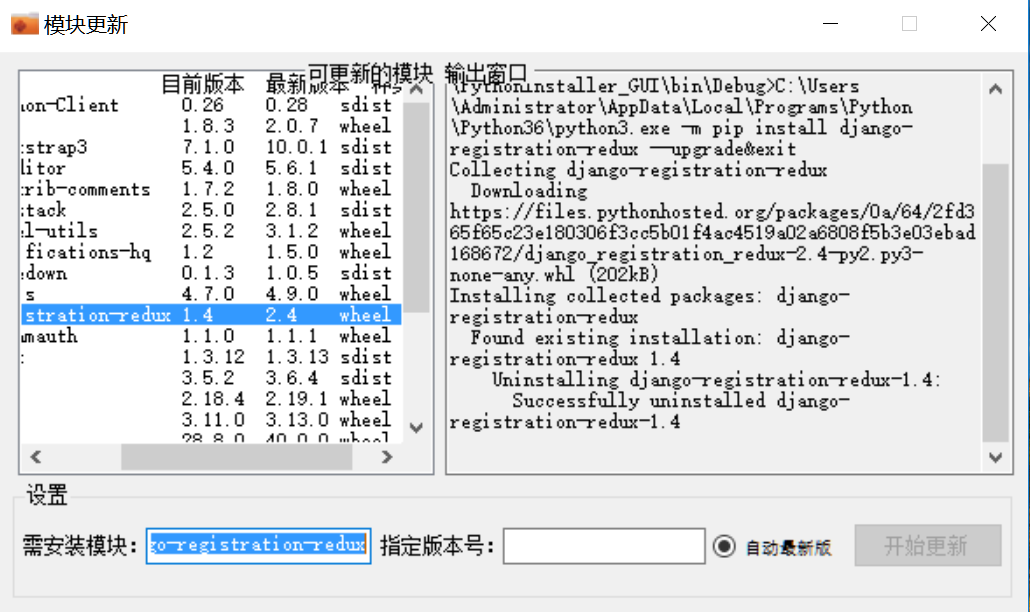 模块更新
可更新的模块
目前版本 最新版本
on-Client 0.26 0.28 sdist
1.8.3 2.0.7 wheel
strap3 7.1.0 10.0.1 sdist
ditor 5.4.0 5.6.1 sdist
rib-comments 1.7.2 1.8.0 wheel
tack 2.5.0 2.8.1 sdist
l-utils 2.5.2 3.1.2 wheel
fications-hq 1.2 1.5.0 wheel
down 0.1.3 1.0.5 sdist
s 4.7.0 4.9.0 wheel
stration-redux 1.4 2.4 wheel
mauth 1.1.0 1.1.1 wheel
: 1.3.12 1.3.13 sdist
3.5.2 3.6.4 sdist
2.18.4 2.19.1 wheel
3.11.0 3.13.0 wheel
28.8.0 40.0.0 wheel
输出窗口
\PythonInstaller_GUI\bin\Debug>C:\Users
\Administrator\AppData\Local\Programs\Python
\Python36\python3.exe -m pip install django-
registration-redux --upgrade&exit
Collecting django-registration-redux
Downloading
https://files.pythonhosted.org/packages/0a/64/2fd3
65f65c23e180306f3cc5b01f4ac4519a02a6808f5b3e03ebad
168672/django_registration_redux-2.4-py2.py3-
none-any.whl (202kB)
Installing collected packages: django-
registration-redux
Found existing installation: django-
registration-redux 1.4
Uninstalling django-registration-redux-1.4:
Successfully uninstalled django-
registration-redux-1.4
设置
需安装模块: go-registration-redux 指定版本号: 自动最新版 开始更新